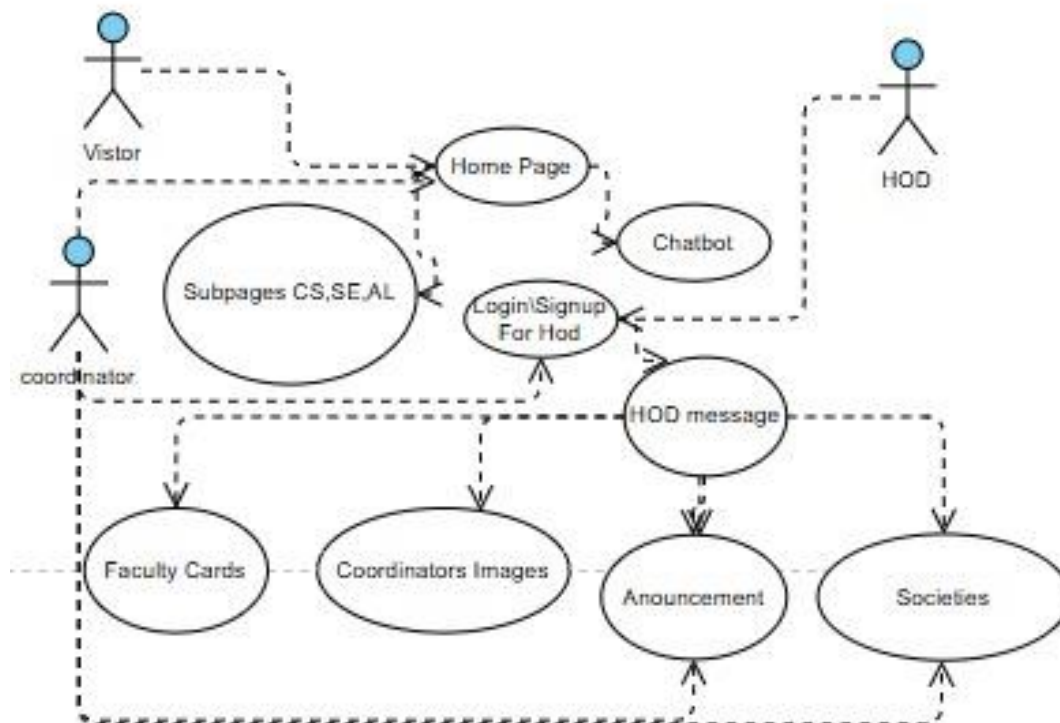 Vistor
Home Page
HOD
Chatbot
Subpages CS,SE,AL
Login\Signup
For Hod
coordinator
HOD message
Faculty Cards
Coordinators Images
Anouncement
Societies